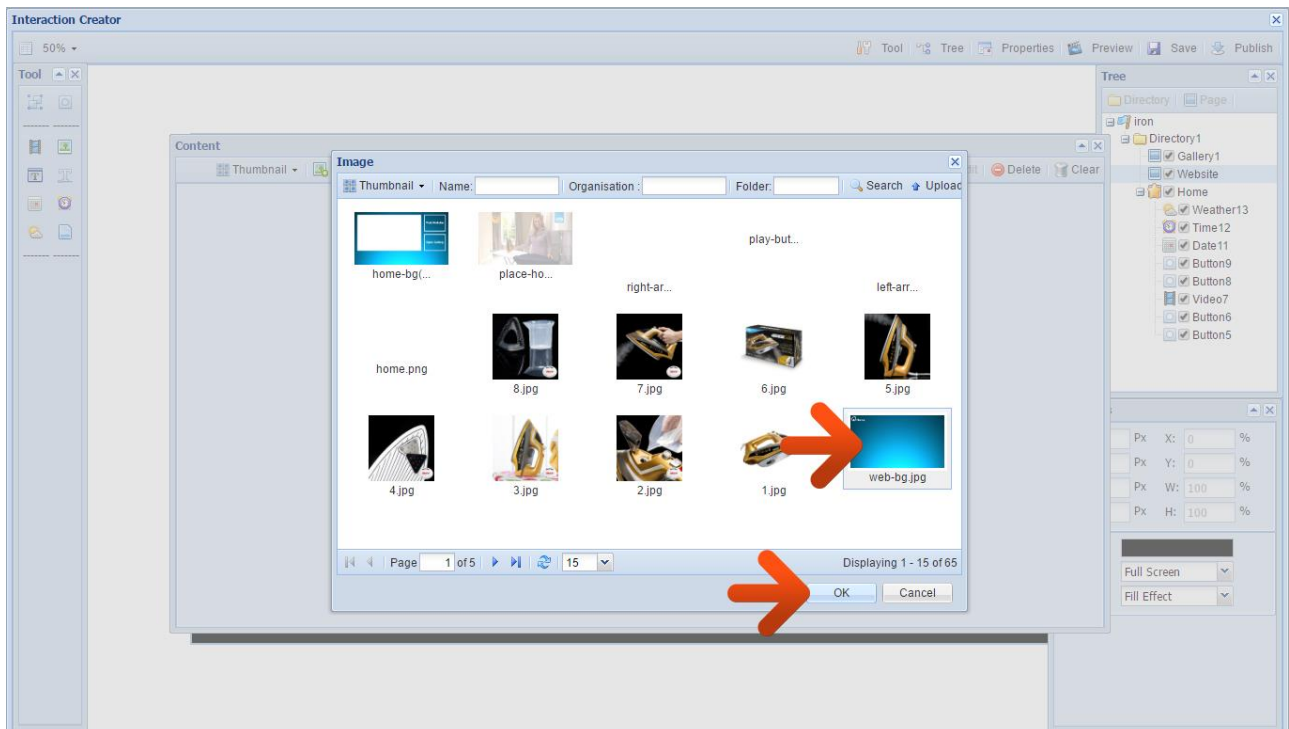 Interaction Creator
50%
Tool Tree Properties Preview Save Publish
Tool
Tree
Directory Page
iron
Directory1
Gallery1
Website
Home
Weather13
Time12
Date11
Button9
Button8
Video7
Button6
Button5
Content
Thumbnail
Delete Clear
Image
Thumbnail Name: Organisation : Folder: Search Upload
home-bg(...
place-ho...
right-ar...
play-but...
left-arr...
home.png
8.jpg
7.jpg
6.jpg
5.jpg
4.jpg
3.jpg
2.jpg
1.jpg
web-bg.jpg
Page 1 of 5 15 Displaying 1 - 15 of 65
OK Cancel
Px X: 0 %
Px Y: 0 %
Px W: 100 %
Px H: 100 %
Full Screen
Fill Effect